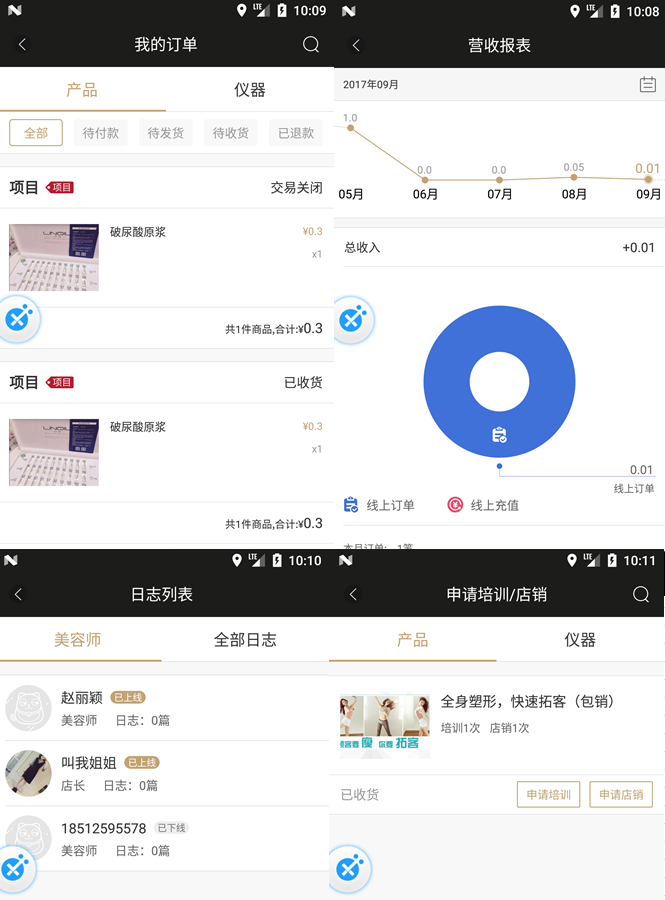 LTE 10:09
我的订单
产品 仪器
全部 待付款 待发货 待收货 已退款
项目 项目 交易关闭
破尿酸原浆 ¥0.3
x1
共1件商品,合计:¥0.3
项目 项目 已收货
破尿酸原浆 ¥0.3
x1
共1件商品,合计:¥0.3
LTE 10:08
营收报表
2017年09月
1.0 0.0 0.0 0.05 0.01
05月 06月 07月 08月 09月
总收入 +0.01
0.01
线上订单
线上订单 线上充值
LTE 10:10
日志列表
美容师 全部日志
赵丽颖 已上线
美容师 日志：0篇
叫我姐姐 已上线
店长 日志：0篇
18512595578 已下线
美容师 日志：0篇
LTE 10:11
申请培训/店销
产品 仪器
全身塑形，快速拓客（包销）
培训1次 店销1次
已收货 申请培训 申请店销